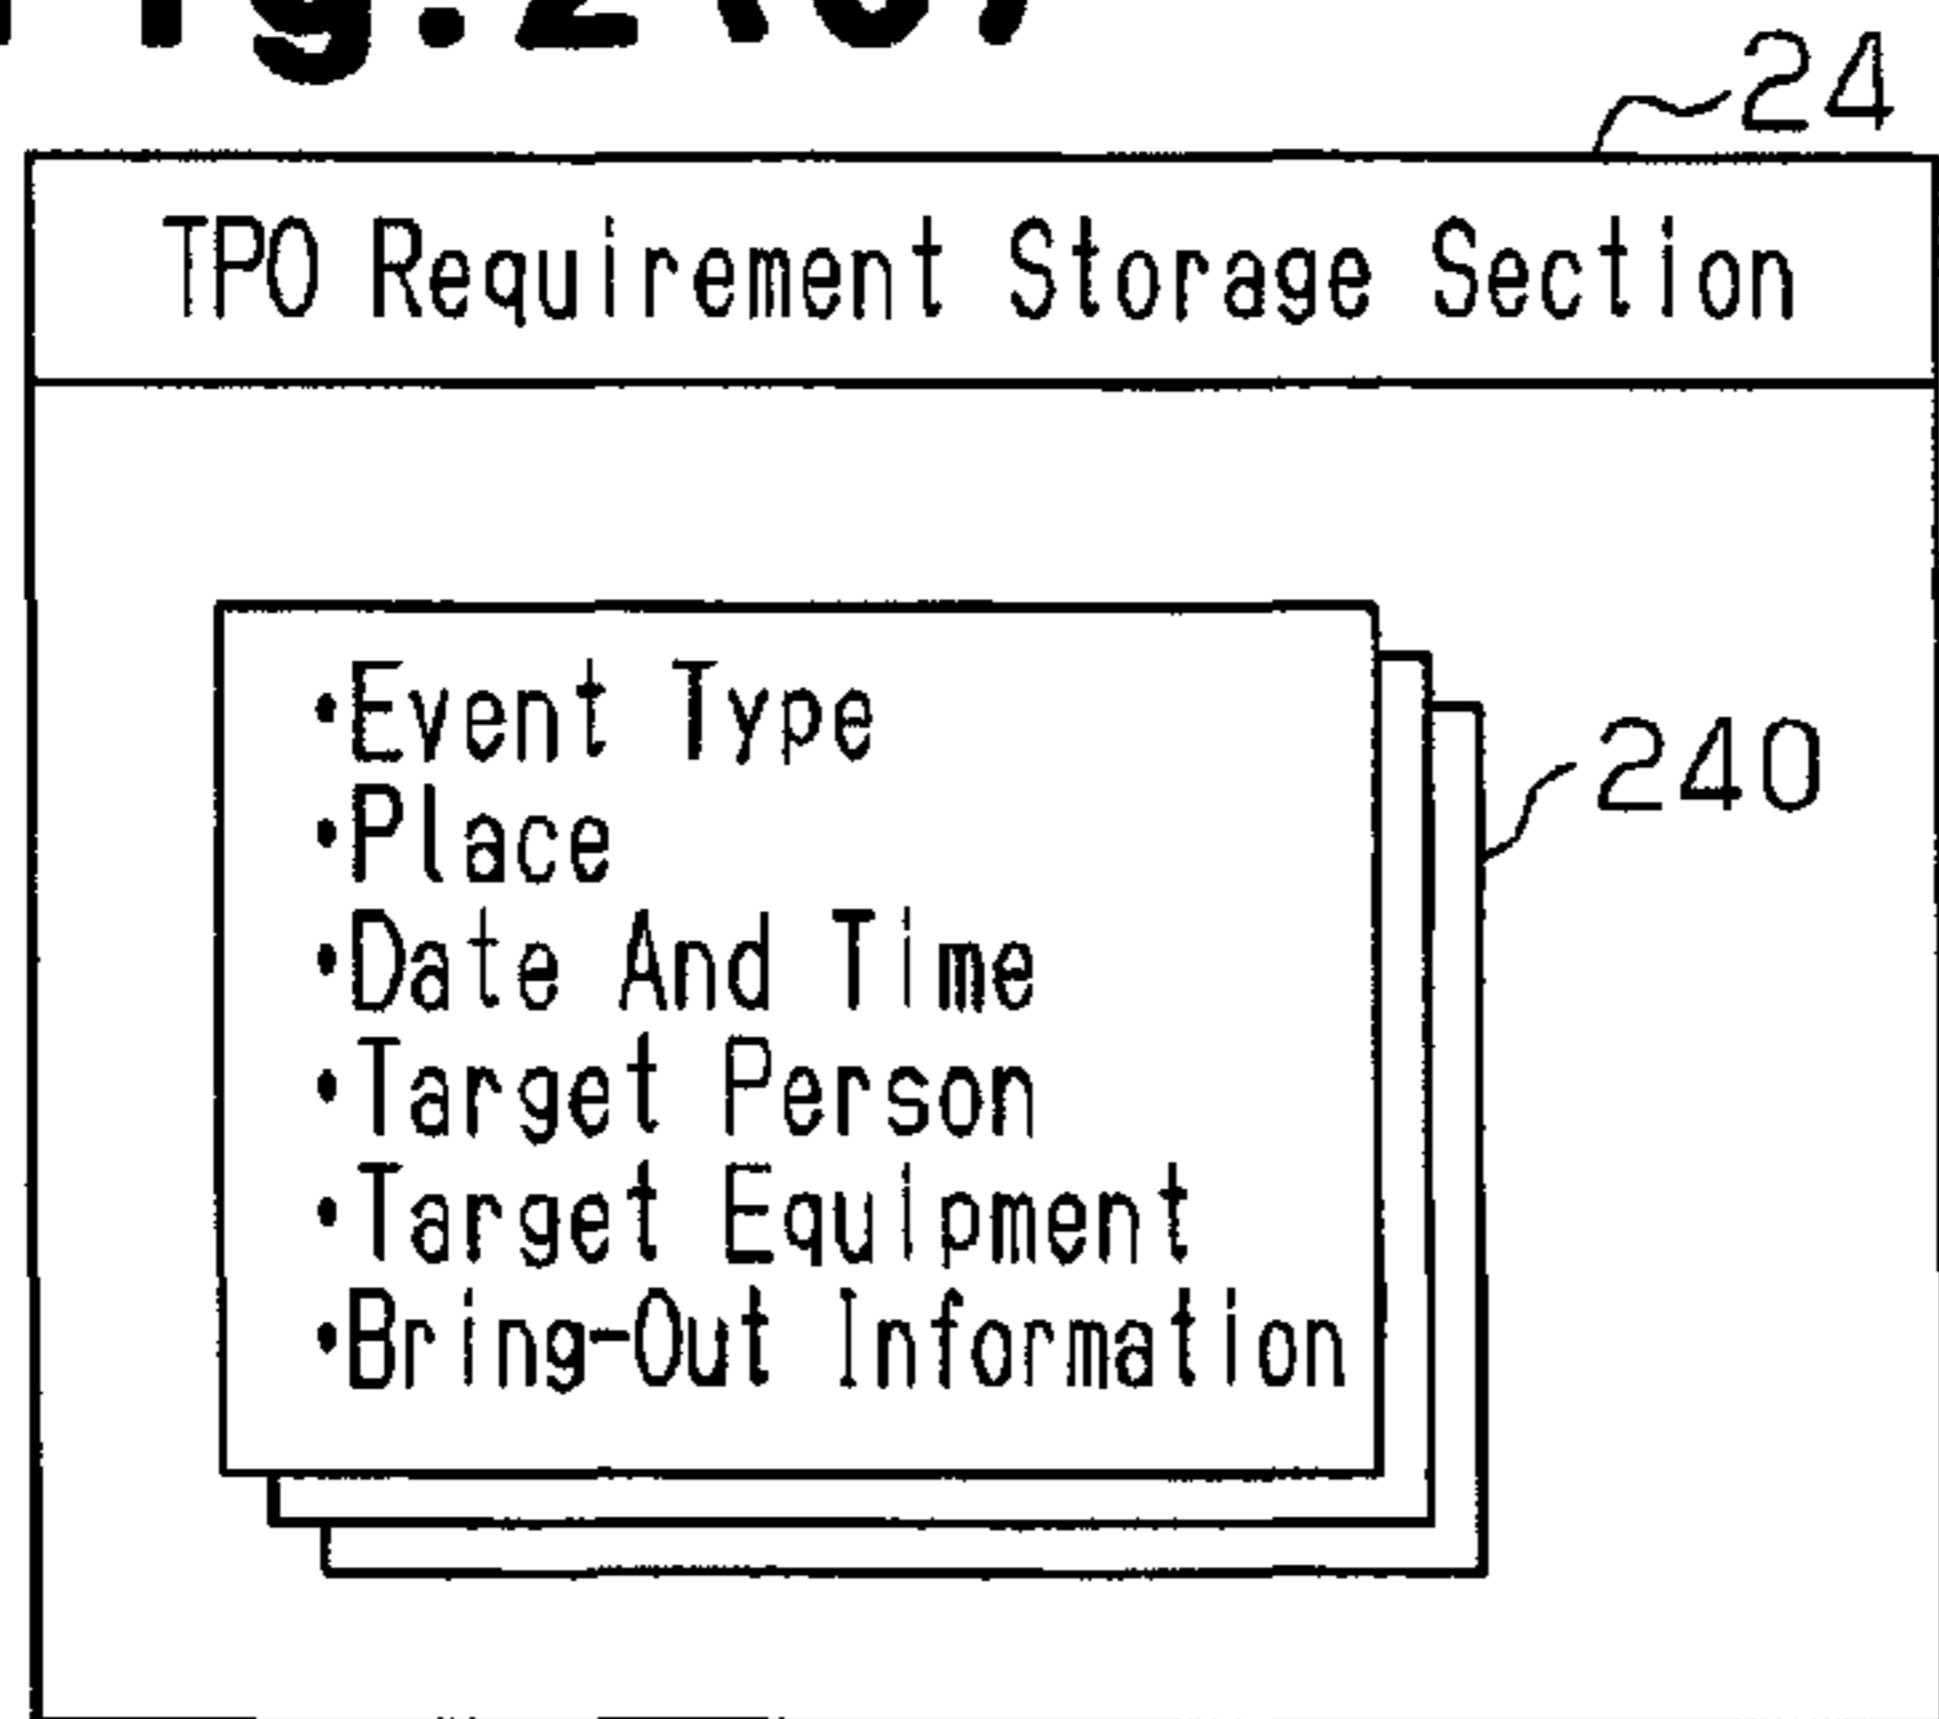 24
TPO Requirement Storage Section
•Event Type
•Place
240
•Date And Time
•Target Person
•Target Equipment
•Bring-Out Information